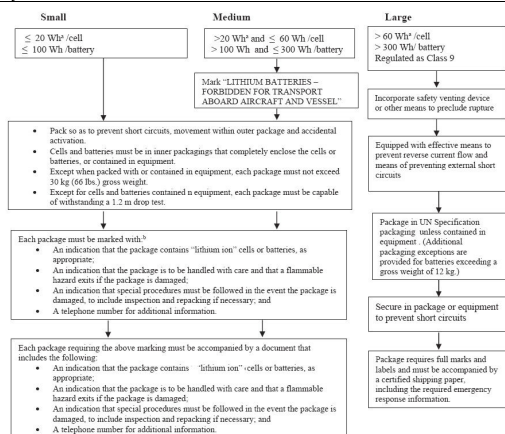 Small
≤ 20 Whᵃ /cell
≤ 100 Wh /battery
Medium
>20 Whᵃ and ≤ 60 Wh /cell
> 100 Wh and ≤ 300 Wh /battery
Mark “LITHIUM BATTERIES –
FORBIDDEN FOR TRANSPORT
ABOARD AIRCRAFT AND VESSEL”
• Pack so as to prevent short circuits, movement within outer package and accidental
activation.
• Cells and batteries must be in inner packagings that completely enclose the cells or
batteries, or contained in equipment.
• Except when packed with or contained in equipment, each package must not exceed
30 kg (66 lbs.) gross weight.
• Except for cells and batteries contained n equipment, each package must be capable
of withstanding a 1.2 m drop test.
Each package must be marked with:ᵇ
• An indication that the package contains “lithium ion” cells or batteries, as
appropriate;
• An indication that the package is to be handled with care and that a flammable
hazard exits if the package is damaged;
• An indication that special procedures must be followed in the event the package is
damaged, to include inspection and repacking if necessary; and
• A telephone number for additional information.
Each package requiring the above marking must be accompanied by a document that
includes the following:
• An indication that the package contains 'lithium ion' cells or batteries, as
appropriate;
• An indication that the package is to be handled with care and that a flammable
hazard exits if the package is damaged;
• An indication that special procedures must be followed in the event the package is
damaged, to include inspection and repacking if necessary; and
• A telephone number for additional information.
Large
> 60 Whᵃ /cell
> 300 Wh/ battery
Regulated as Class 9
Incorporate safety venting device
or other means to preclude rupture
Equipped with effective means to
prevent reverse current flow and
means of preventing external short
circuits
Package in UN Specification
packaging unless contained in
equipment . (Additional
packaging exceptions are
provided for batteries exceeding a
gross weight of 12 kg.)
Secure in package or equipment
to prevent short circuits
Package requires full marks and
labels and must be accompanied by
a certified shipping paper,
including the required emergency
response information.